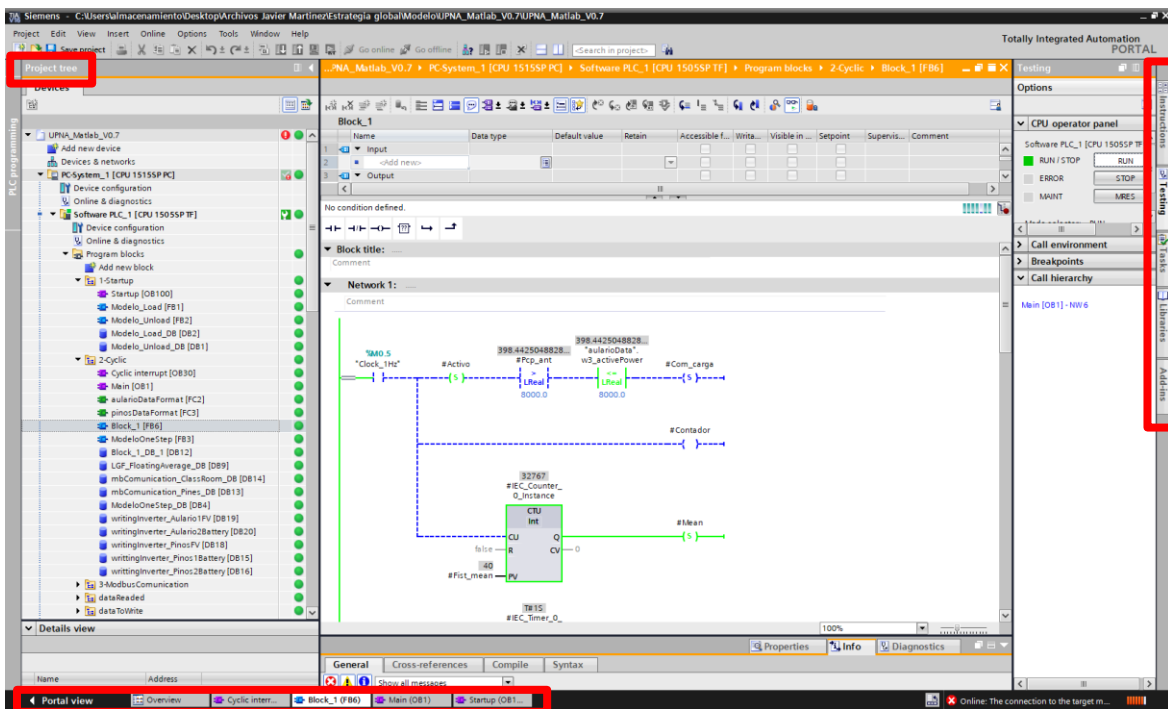 Siemens - C:\Users\almacenamiento\Desktop\Archivos Javier Martinez\Estrategia global\Modelo\UPNA_Matlab_V0.7\UPNA_Matlab_V0.7
Project Edit View Insert Online Options Tools Window Help
Save project Go online Go offline <Search in project>
Totally Integrated Automation
PORTAL
Project tree
...PNA_Matlab_V0.7 ▸ PC-System_1 [CPU 1515SP PC] ▸ Software PLC_1 [CPU 1505SP TF] ▸ Program blocks ▸ 2-Cyclic ▸ Block_1 [FB6]
Testing
Devices
PLC programming
UPNA_Matlab_V0.7
Add new device
Devices & networks
PC-System_1 [CPU 1515SP PC]
Device configuration
Online & diagnostics
Software PLC_1 [CPU 1505SP TF]
Device configuration
Online & diagnostics
Program blocks
Add new block
1-Startup
Startup [OB100]
Modelo_Load [FB1]
Modelo_Unload [FB2]
Modelo_Load_DB [DB2]
Modelo_Unload_DB [DB1]
2-Cyclic
Cyclic interrupt [OB30]
Main [OB1]
aularioDataFormat [FC2]
pinosDataFormat [FC3]
Block_1 [FB6]
ModeloOneStep [FB3]
Block_1_DB_1 [DB12]
LGF_FloatingAverage_DB [DB9]
mbComunication_ClassRoom_DB [DB14]
mbComunication_Pines_DB [DB13]
ModeloOneStep_DB [DB4]
writingInverter_Aulario1FV [DB19]
writingInverter_Aulario2Battery [DB20]
writingInverter_PinosFV [DB18]
writtingInverter_Pinos1Battery [DB15]
writtingInverter_Pinos2Battery [DB16]
3-ModbusComunication
dataReaded
dataToWrite
Details view
Name Address
Block_1
Name Data type Default value Retain Accessible f... Writa... Visible in ... Setpoint Supervis... Comment
1 Input
2 <Add new>
3 Output
No condition defined.
Block title: .....
Comment
Network 1: .....
Comment
%M0.5
"Clock_1Hz"
#Activo
S
398.4425048828...
#Pcp_ant
>
LReal
8000.0
398.4425048828...
"aularioData".
w3_activePower
<=
LReal
8000.0
#Com_carga
S
#Contador
32767
#IEC_Counter_
0_Instance
CTU
Int
CU Q
false R CV 0
40
#Fist_mean PV
#Mean
S
T#1S
#IEC_Timer_0_
100%
Properties Info Diagnostics
General Cross-references Compile Syntax
Show all messages
Options
CPU operator panel
Software PLC_1 [CPU 1505SP TF
RUN / STOP RUN
ERROR STOP
MAINT MRES
Call environment
Breakpoints
Call hierarchy
Main [OB1] - NW6
Instructions
Testing
Tasks
Libraries
Add-ins
Portal view Overview Cyclic interr... Block_1 (FB6) Main (OB1) Startup (OB1...
Online: The connection to the target m...